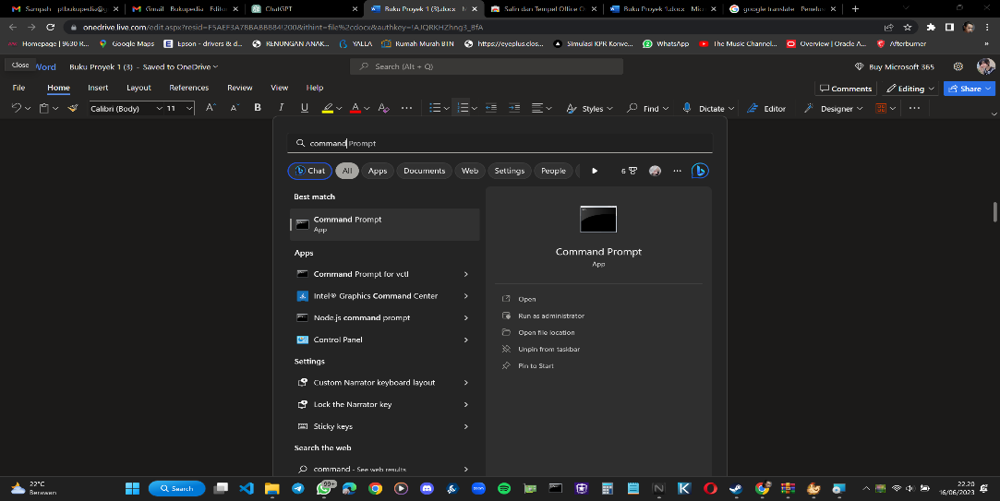 Sampah - ptbukupedia@g
Gmail - Bukupedia - Editor
ChatGPT
Buku Proyek 1 (3).docx
Salin dan Tempel Office O
Buku Proyek 1.docx - Mic
google translate - Penelus
onedrive.live.com/edit.aspx?resid=F5AEF3A7BBABBB84!200&ithint=file%2cdocx&authkey=!AJQRKHZhng3_BfA
Homepage | 9630 R...
Google Maps
Epson - drivers & d...
RENUNGAN ANAK...
YALLA
Rumah Murah BTN
https://eyeplus.clos...
Simulasi KPR Konve...
(2) WhatsApp
The Music Channel...
Overview | Oracle A...
Afterburner
Close
Word
Buku Proyek 1 (3) - Saved to OneDrive
Search (Alt + Q)
Buy Microsoft 365
File
Home
Insert
Layout
References
Review
View
Help
Comments
Editing
Share
Calibri (Body)
11
B
I
U
Styles
Find
Dictate
Editor
Designer
command Prompt
Chat
All
Apps
Documents
Web
Settings
People
6
Best match
Command Prompt
App
Apps
Command Prompt for vctl
Intel® Graphics Command Center
Node.js command prompt
Control Panel
Settings
Custom Narrator keyboard layout
Lock the Narrator key
Sticky keys
Search the web
command - See web results
Command Prompt
App
Open
Run as administrator
Open file location
Unpin from taskbar
Pin to Start
22°C
Berawan
Search
99+
22.20
16/06/2023